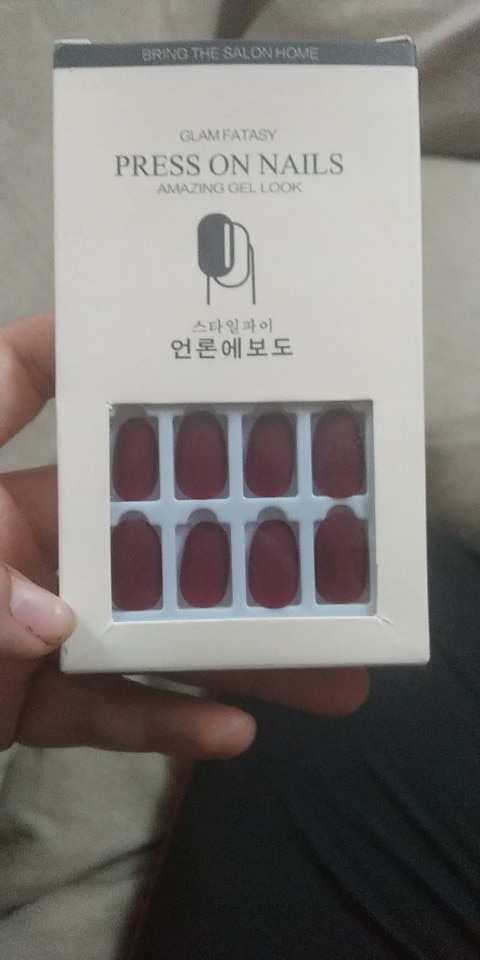 BRING THE SALON HOME
GLAM FATASY
PRESS ON NAILS
AMAZING GEL LOOK
스타일파이
언론에보도